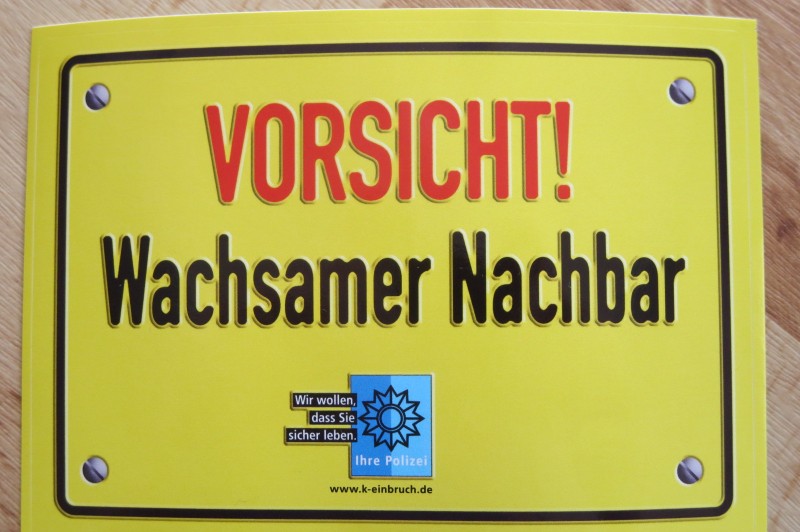 VORSICHT!
Wachsamer Nachbar
Wir wollen,
dass Sie
sicher leben.
Ihre Polizei
www.k-einbruch.de